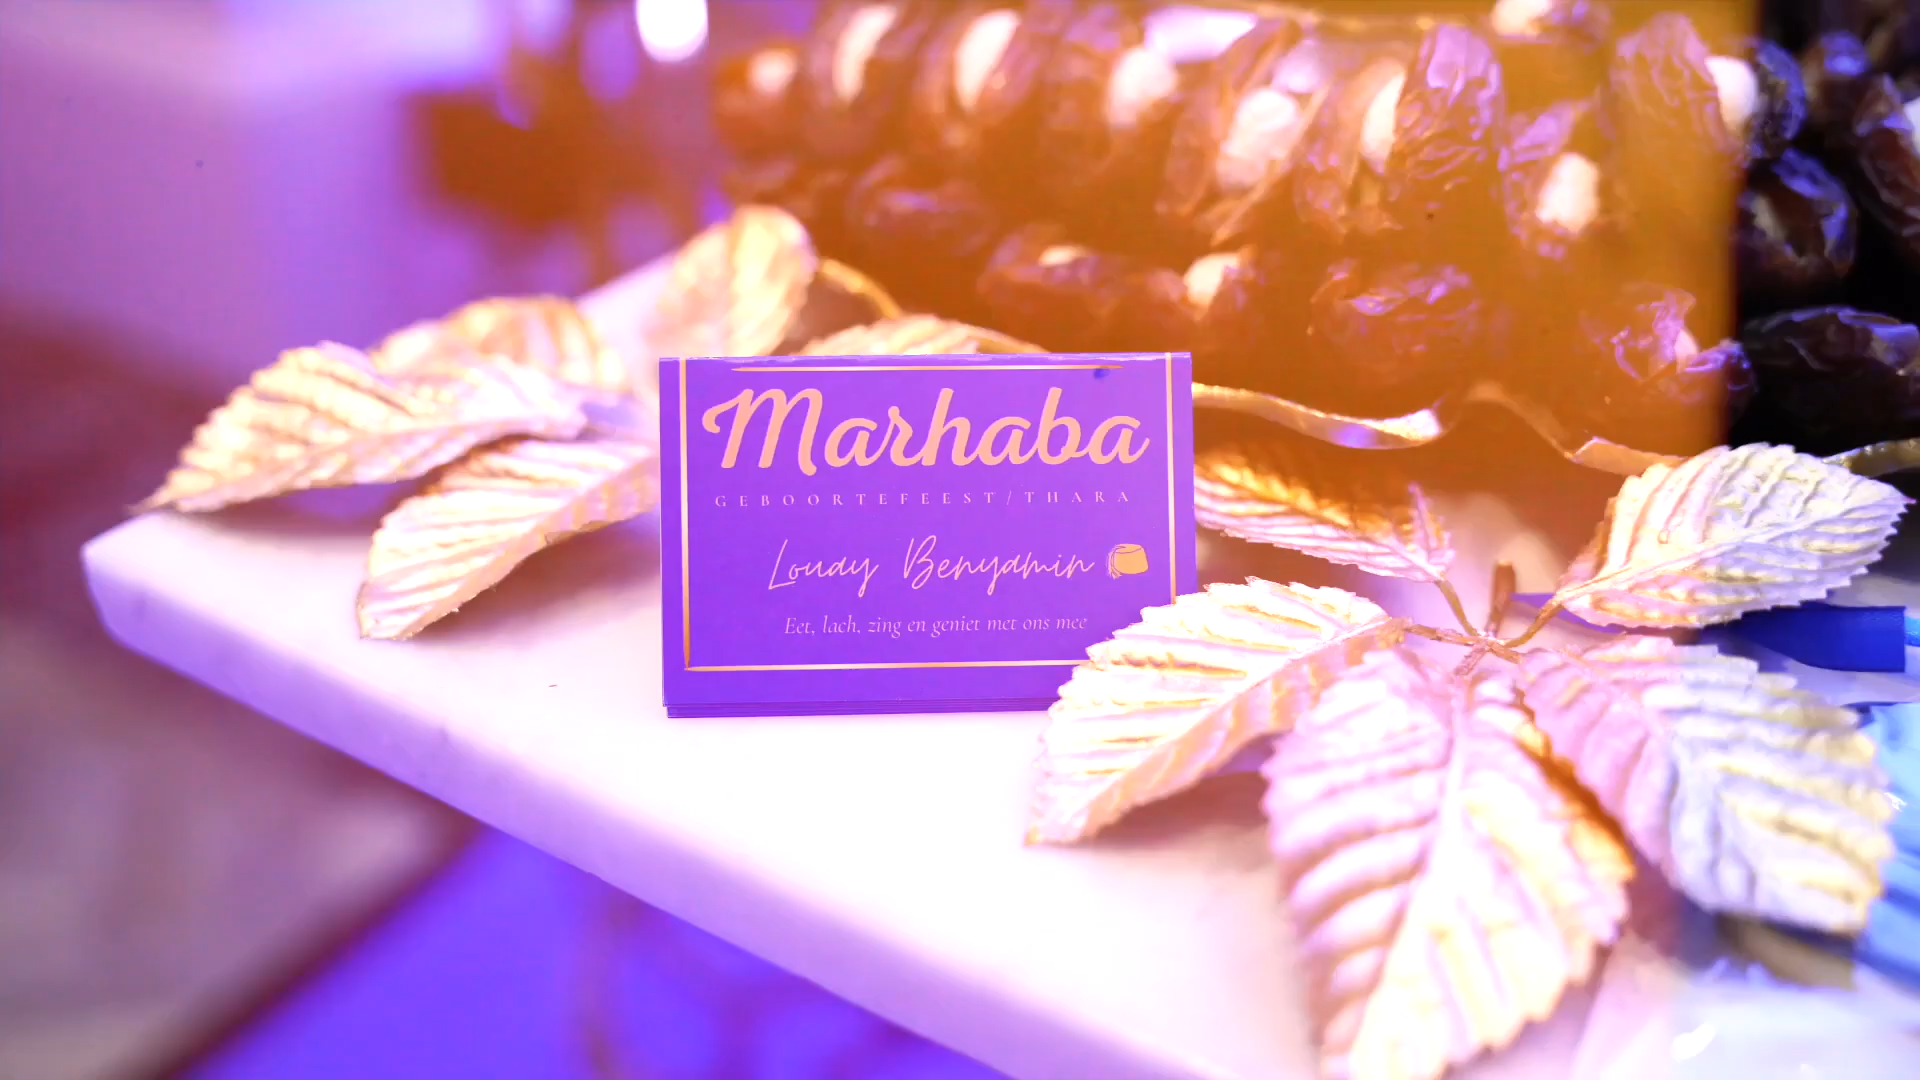 Marhaba
GEBOORTEFEEST/THARA
Louay Benyamin
Eet, lach, zing en geniet met ons mee